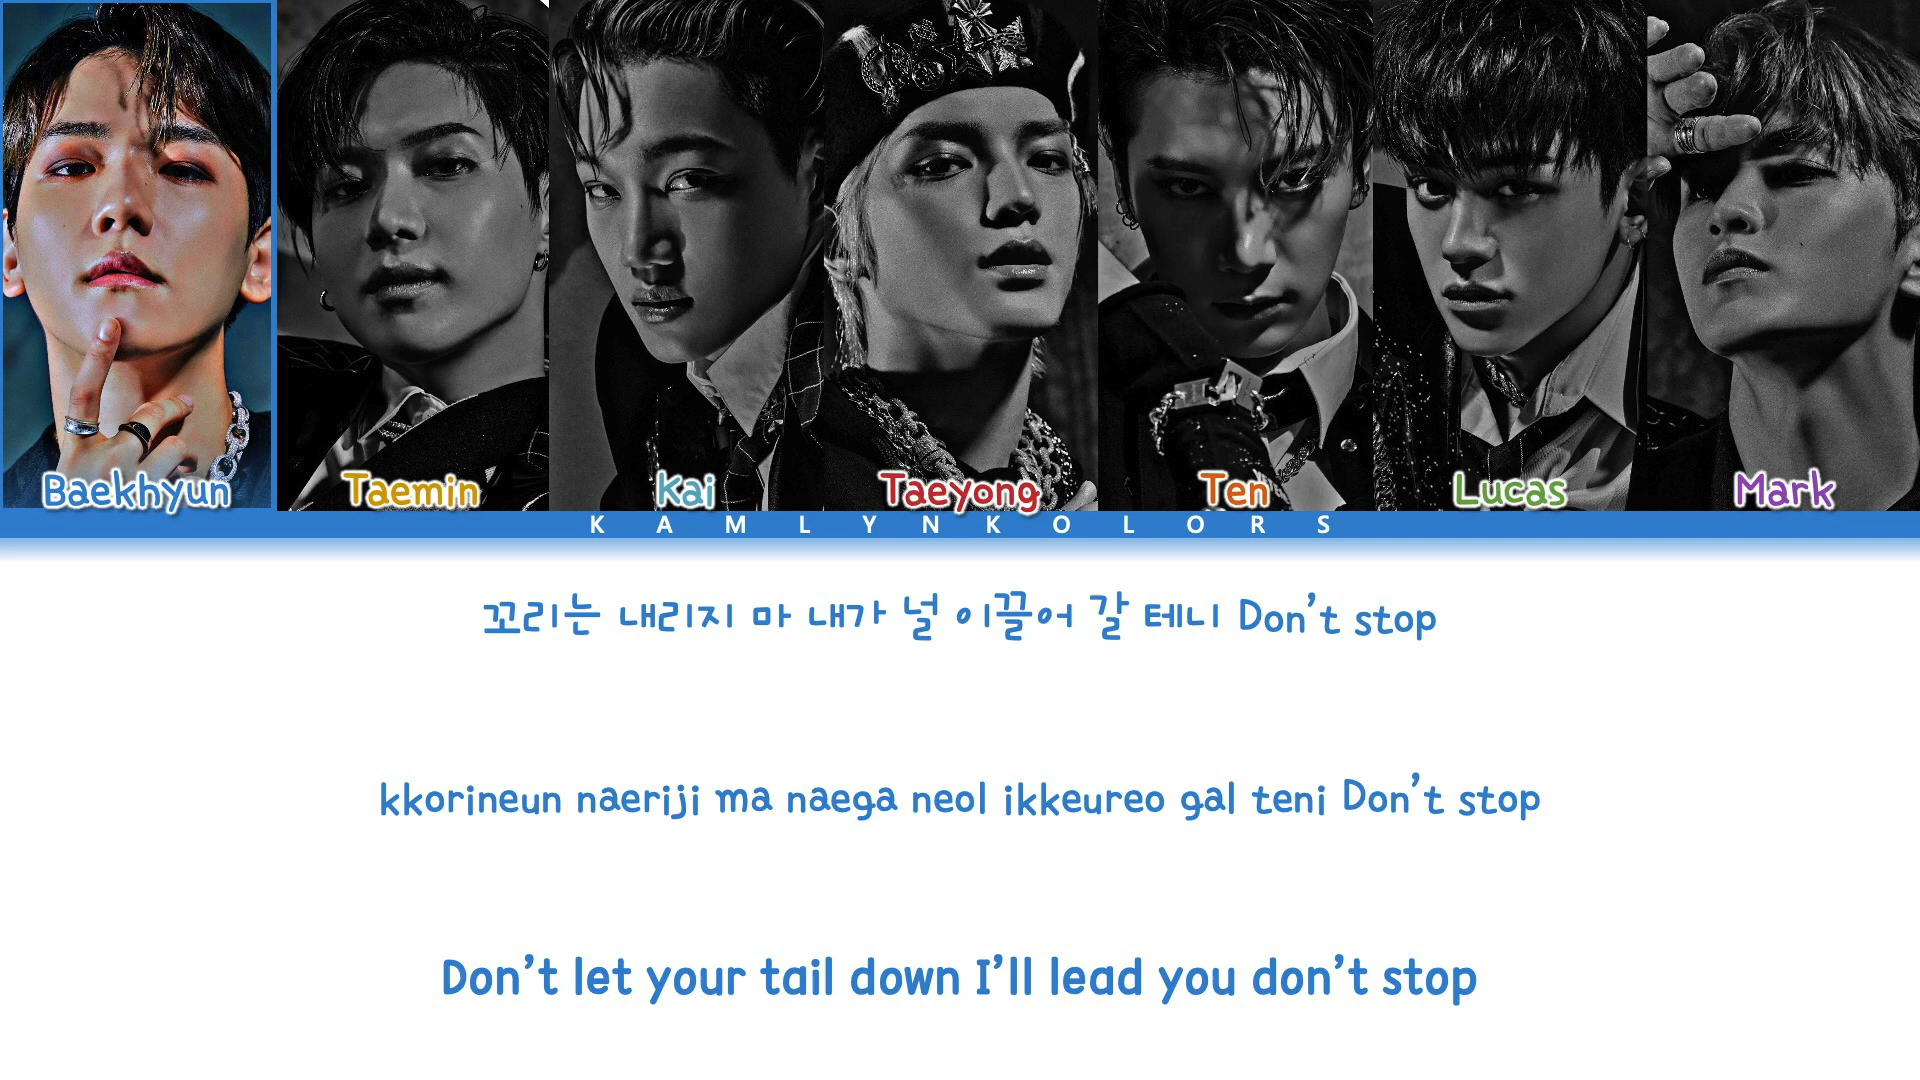 Baekhyun Taemin Kai Taeyong Ten Lucas Mark
KAMLYNKOLORS
꼬리는 내리지 마 내가 널 이끌어 갈 테니 Don't stop
kkorineun naeriji ma naega neol ikkeureo gal teni Don't stop
Don't let your tail down I'll lead you don't stop